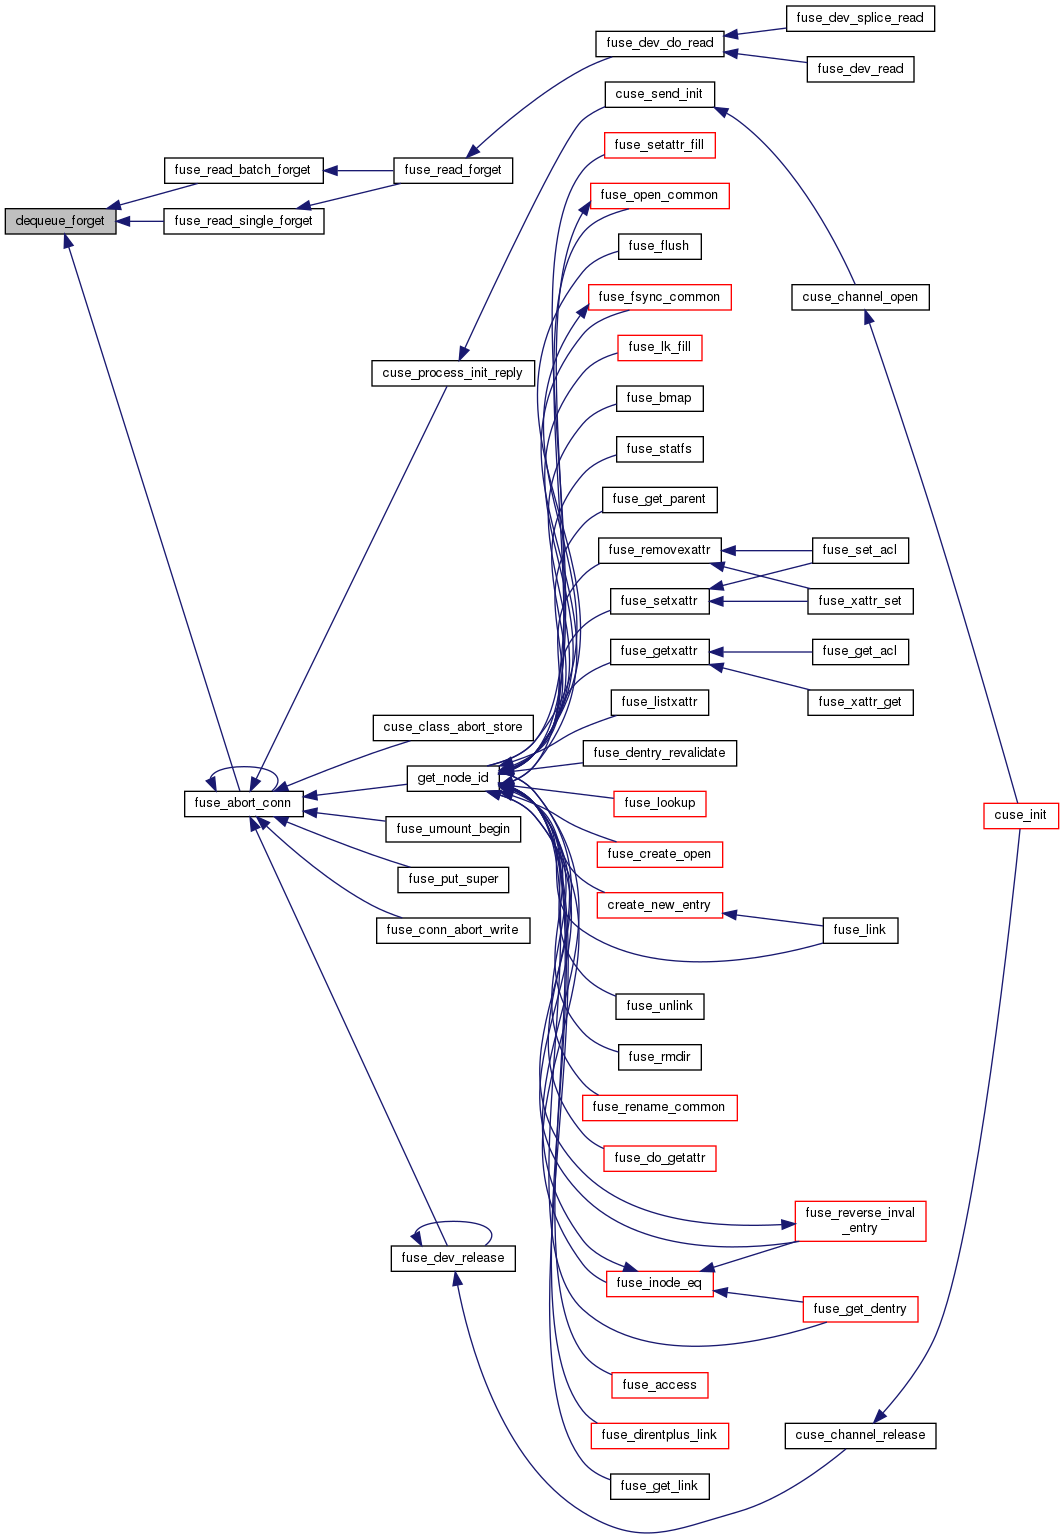 fuse_dev_splice_read
fuse_dev_do_read
fuse_dev_read
cuse_send_init
fuse_setattr_fill
fuse_read_batch_forget
fuse_read_forget
fuse_open_common
dequeue_forget
fuse_read_single_forget
fuse_flush
fuse_fsync_common
cuse_channel_open
fuse_lk_fill
cuse_process_init_reply
fuse_bmap
fuse_statfs
fuse_get_parent
fuse_removexattr
fuse_set_acl
fuse_setxattr
fuse_xattr_set
fuse_getxattr
fuse_get_acl
fuse_listxattr
fuse_xattr_get
cuse_class_abort_store
fuse_dentry_revalidate
get_node_id
fuse_abort_conn
fuse_lookup
cuse_init
fuse_umount_begin
fuse_create_open
fuse_put_super
create_new_entry
fuse_conn_abort_write
fuse_link
fuse_unlink
fuse_rmdir
fuse_rename_common
fuse_do_getattr
fuse_reverse_inval
_entry
fuse_dev_release
fuse_inode_eq
fuse_get_dentry
fuse_access
fuse_direntplus_link
cuse_channel_release
fuse_get_link